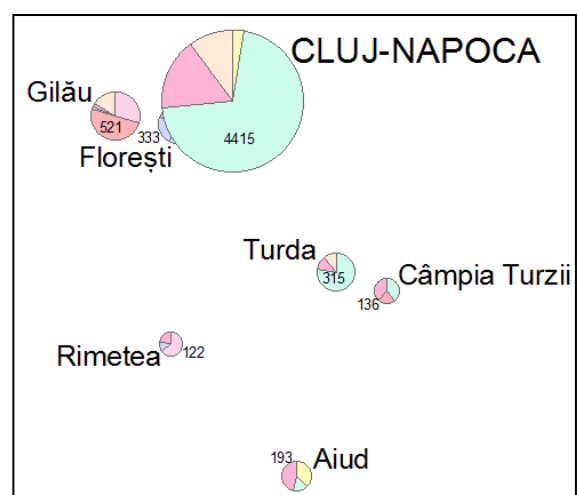 CLUJ-NAPOCA
Gilău
521
333
4415
Florești
Turda
315
Câmpia Turzii
136
Rimetea
122
193
Aiud